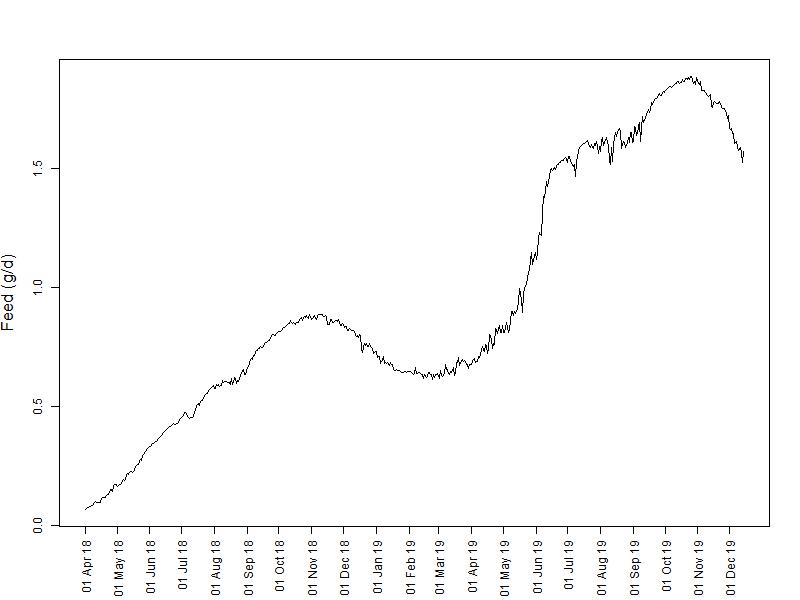 Feed (g/d)
1.5
1.0
0.5
0.0
01 Apr 18
01 May 18
01 Jun 18
01 Jul 18
01 Aug 18
01 Sep 18
01 Oct 18
01 Nov 18
01 Dec 18
01 Jan 19
01 Feb 19
01 Mar 19
01 Apr 19
01 May 19
01 Jun 19
01 Jul 19
01 Aug 19
01 Sep 19
01 Oct 19
01 Nov 19
01 Dec 19